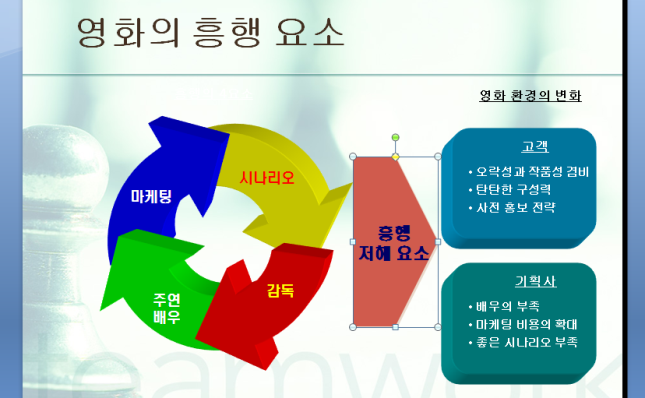 영화의 흥행 요소
영화 환경의 변화
마케팅
시나리오
주연
배우
감독
흥행
저해 요소
고객
• 오락성과 작품성 겸비
• 탄탄한 구성력
• 사전 홍보 전략
기획사
• 배우의 부족
• 마케팅 비용의 확대
• 좋은 시나리오 부족
teamwork